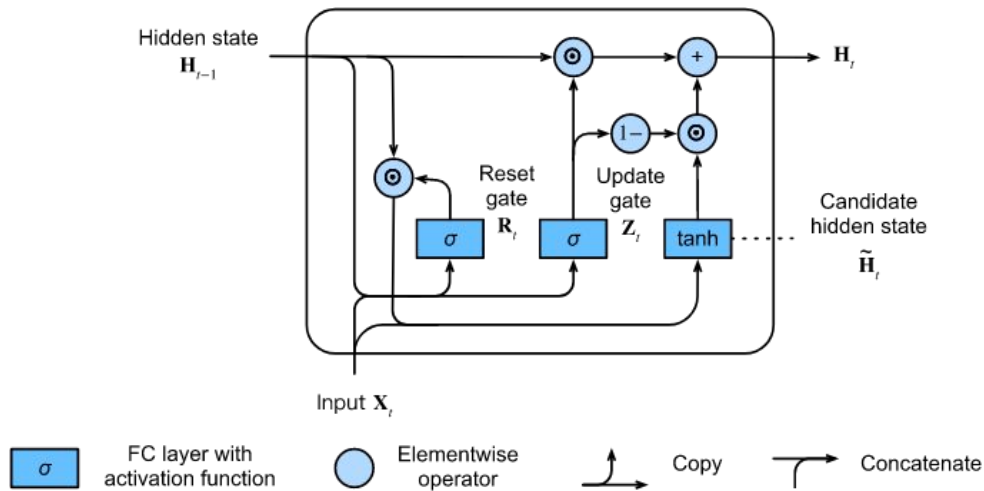 Hidden state
H_{t−1}
H_t
+
1−
Reset
gate
R_t
Update
gate
Z_t
Candidate
hidden state
H̃_t
σ
σ
tanh
Input X_t
σ
FC layer with
activation function
Elementwise
operator
Copy
Concatenate